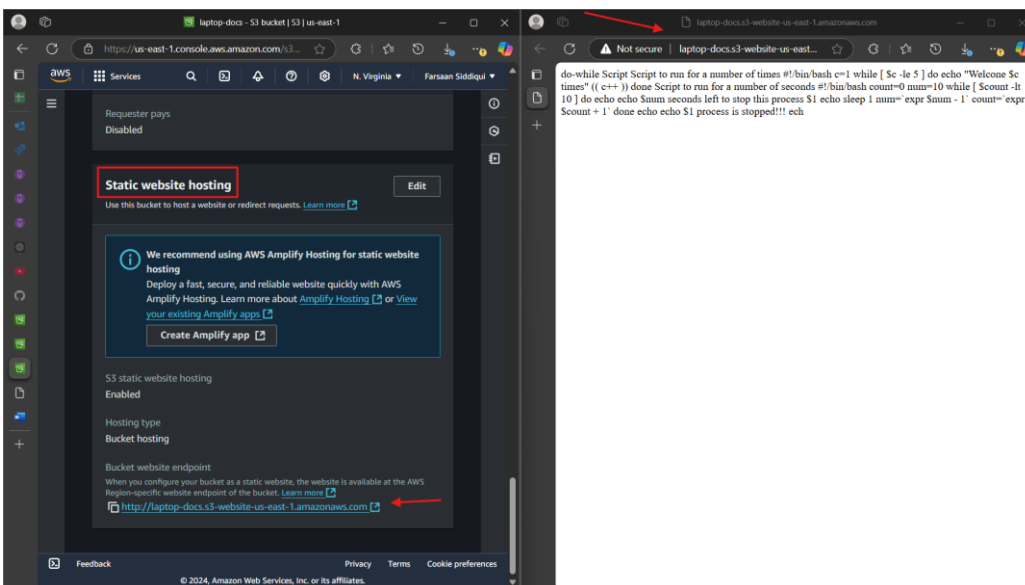 laptop-docs - S3 bucket | S3 | us-east-1
https://us-east-1.console.aws.amazon.com/s3...
aws
Services
N. Virginia
Farsaan Siddiqui
Requester pays
Disabled
Static website hosting
Edit
Use this bucket to host a website or redirect requests. Learn more
We recommend using AWS Amplify Hosting for static website
hosting
Deploy a fast, secure, and reliable website quickly with AWS
Amplify Hosting. Learn more about Amplify Hosting or View
your existing Amplify apps
Create Amplify app
S3 static website hosting
Enabled
Hosting type
Bucket hosting
Bucket website endpoint
When you configure your bucket as a static website, the website is available at the AWS
Region-specific website endpoint of the bucket. Learn more
http://laptop-docs.s3-website-us-east-1.amazonaws.com
Feedback
Privacy Terms Cookie preferences
© 2024, Amazon Web Services, Inc. or its affiliates.
laptop-docs.s3-website-us-east-1.amazonaws.com
Not secure
laptop-docs.s3-website-us-east...
do-while Script Script to run for a number of times #!/bin/bash c=1 while [ $c -le 5 ] do echo "Welcone $c
times" (( c++ )) done Script to run for a number of seconds #!/bin/bash count=0 num=10 while [ $count -lt
10 ] do echo echo $num seconds left to stop this process $1 echo sleep 1 num=`expr $num - 1` count=`expr
$count + 1` done echo echo $1 process is stopped!!! ech